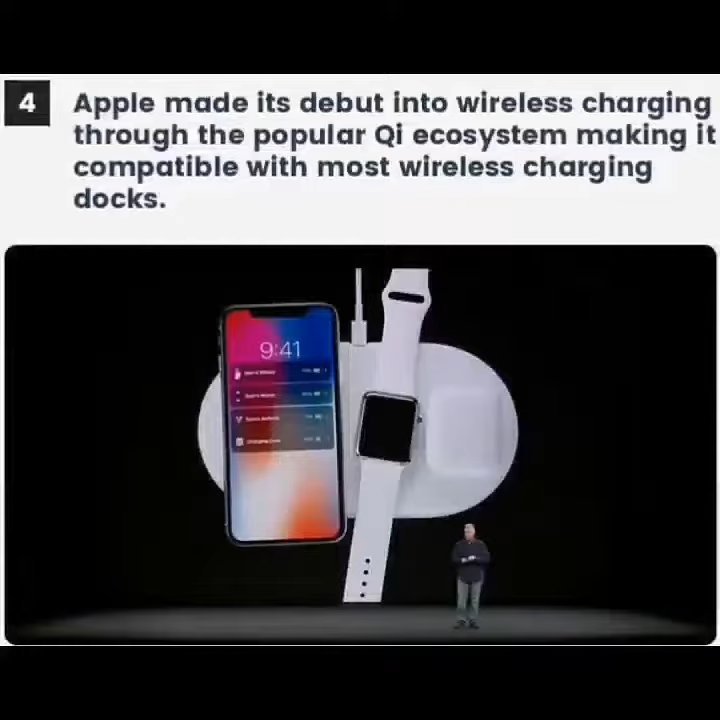 4
Apple made its debut into wireless charging
through the popular Qi ecosystem making it
compatible with most wireless charging
docks.
9:41